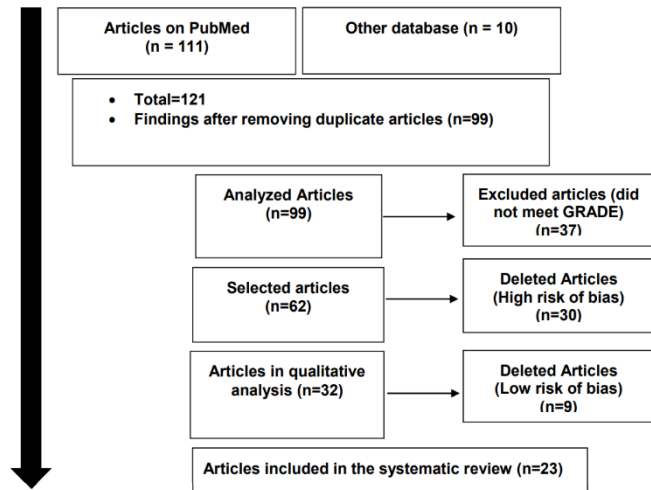 Articles on PubMed
(n = 111)
Other database (n = 10)
• Total=121
• Findings after removing duplicate articles (n=99)
Analyzed Articles
(n=99)
Excluded articles (did
not meet GRADE)
(n=37)
Selected articles
(n=62)
Deleted Articles
(High risk of bias)
(n=30)
Articles in qualitative
analysis (n=32)
Deleted Articles
(Low risk of bias)
(n=9)
Articles included in the systematic review (n=23)